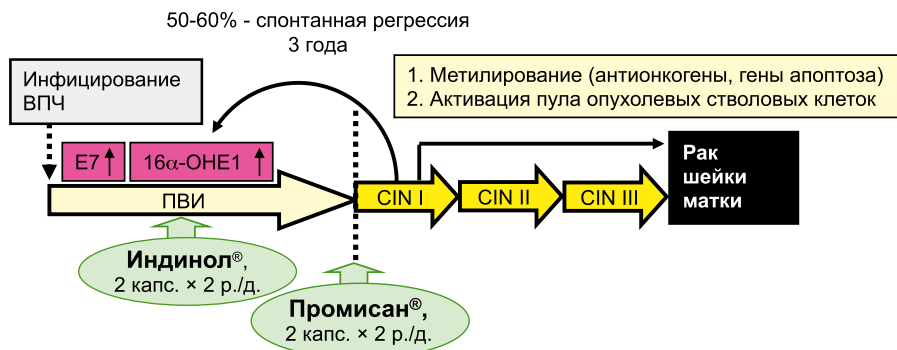 50-60% - спонтанная регрессия
3 года
Инфицирование
ВПЧ
1. Метилирование (антионкогены, гены апоптоза)
2. Активация пула опухолевых стволовых клеток
E7
16α-OHE1
Рак
шейки
матки
ПВИ
CIN I
CIN II
CIN III
Индинол®,
2 капс. × 2 р./д.
Промисан®,
2 капс. × 2 р./д.